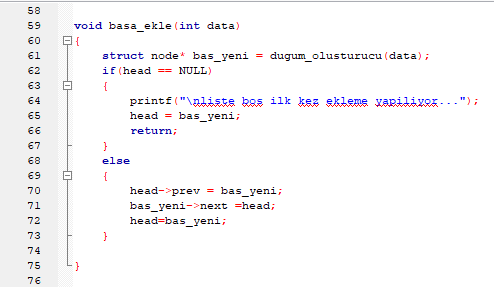 58
59 void basa_ekle(int data)
60 {
61 struct node* bas_yeni = dugum_olusturucu(data);
62 if(head == NULL)
63 {
64 printf("\nliste bos ilk kez ekleme yapiliyor...");
65 head = bas_yeni;
66 return;
67 }
68 else
69 {
70 head->prev = bas_yeni;
71 bas_yeni->next =head;
72 head=bas_yeni;
73 }
74
75 }
76